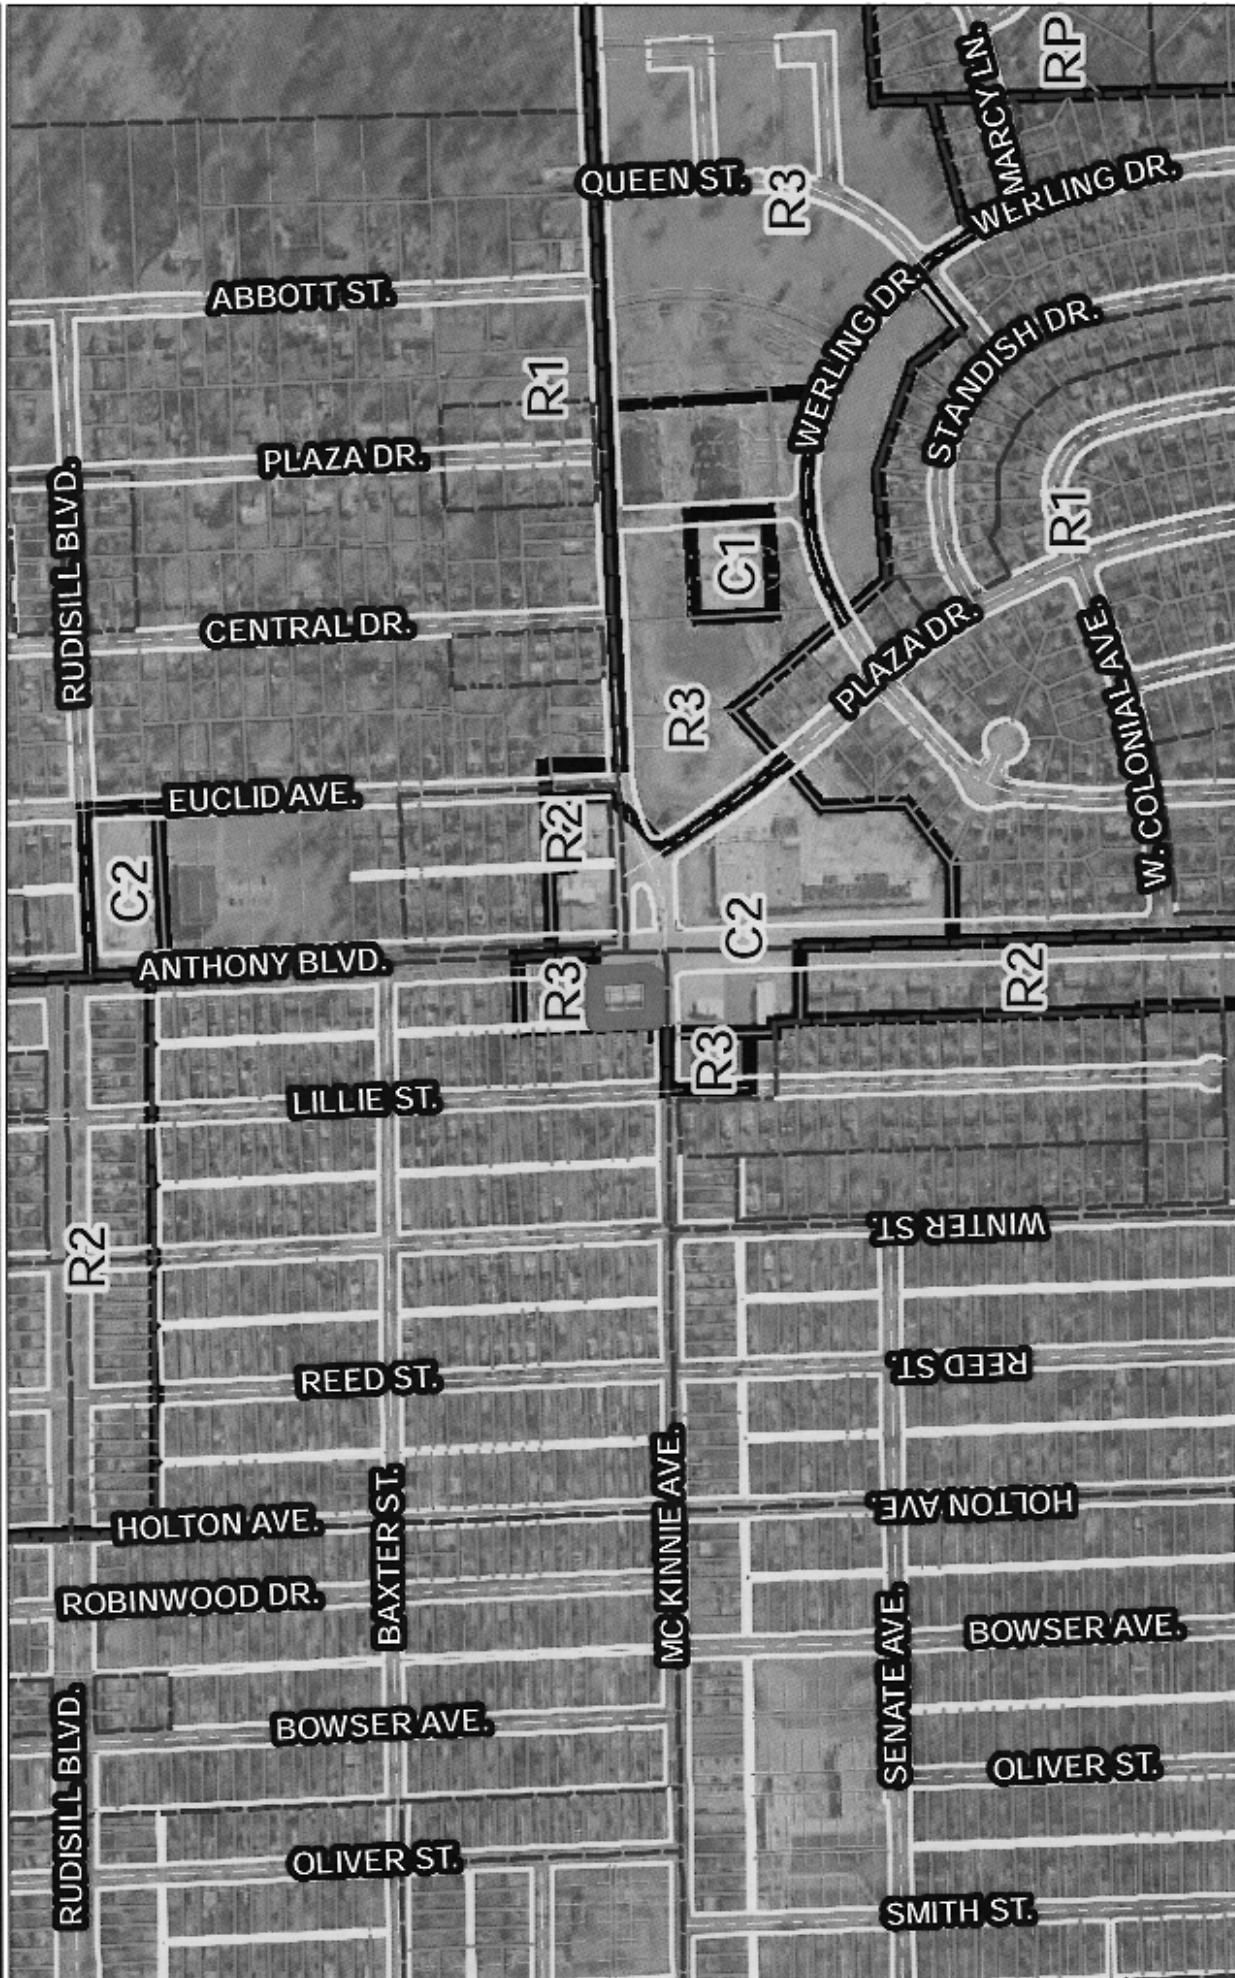 MARCY LN.
RP
QUEEN ST.
R3
WERLING DR.
ABBOTT ST.
WERLING DR.
STANDISH DR.
R1
PLAZA DR.
RUDISILL BLVD.
R1
C1
CENTRAL DR.
PLAZA DR.
W. COLONIAL AVE.
R3
EUCLID AVE.
R2
C2
C2
ANTHONY BLVD.
R3
R2
R3
LILLIE ST.
WINTER ST.
R2
REED ST.
REED ST.
HOLTON AVE.
HOLTON AVE.
BAXTER ST.
MC KINNIE AVE.
ROBINWOOD DR.
BOWSER AVE.
SENATE AVE.
BOWSER AVE.
RUDISILL BLVD.
OLIVER ST.
OLIVER ST.
SMITH ST.